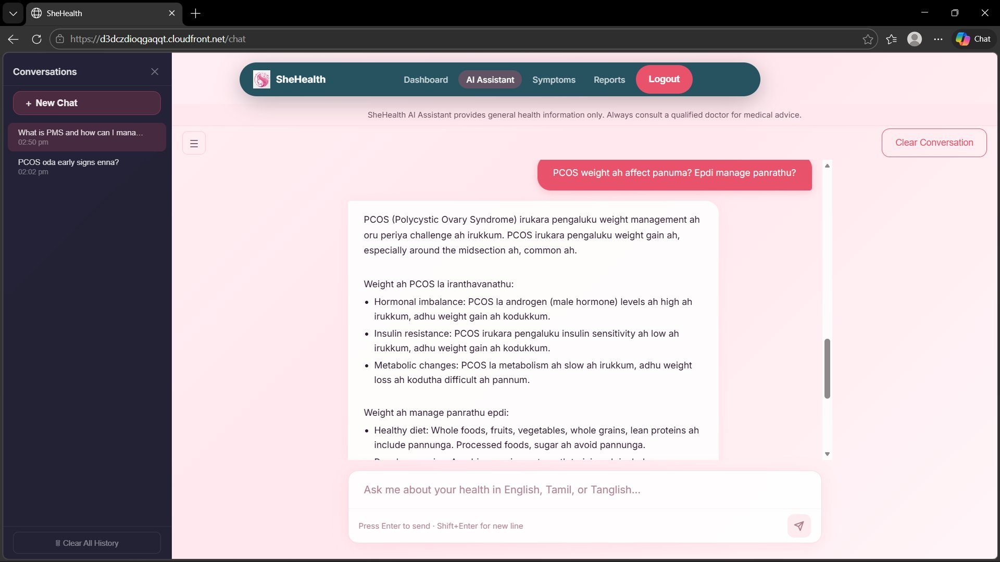 SheHealth
https://d3dczdioqgaqqt.cloudfront.net/chat
Chat
Conversations
+ New Chat
What is PMS and how can I mana...
02:50 pm
PCOS oda early signs enna?
02:02 pm
Clear All History
SheHealth
Dashboard
AI Assistant
Symptoms
Reports
Logout
SheHealth AI Assistant provides general health information only. Always consult a qualified doctor for medical advice.
Clear Conversation
PCOS weight ah affect panuma? Epdi manage panrathu?
PCOS (Polycystic Ovary Syndrome) irukara pengaluku weight management ah
oru periya challenge ah irukkum. PCOS irukara pengaluku weight gain ah,
especially around the midsection ah, common ah.
Weight ah PCOS la iranthavanathu:
• Hormonal imbalance: PCOS la androgen (male hormone) levels ah high ah
irukkum, adhu weight gain ah kodukkum.
• Insulin resistance: PCOS irukara pengaluku insulin sensitivity ah low ah
irukkum, adhu weight gain ah kodukkum.
• Metabolic changes: PCOS la metabolism ah slow ah irukkum, adhu weight
loss ah kodutha difficult ah pannum.
Weight ah manage panrathu epdi:
• Healthy diet: Whole foods, fruits, vegetables, whole grains, lean proteins ah
include pannunga. Processed foods, sugar ah avoid pannunga.
Ask me about your health in English, Tamil, or Tanglish...
Press Enter to send · Shift+Enter for new line